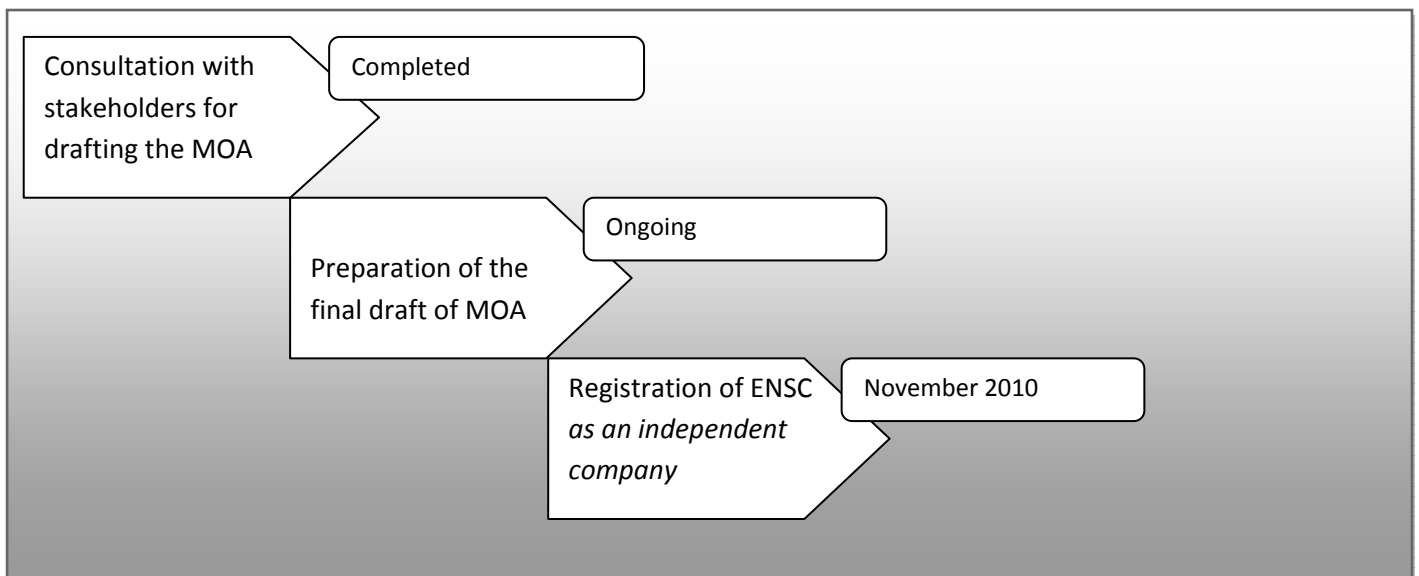 Consultation with
stakeholders for
drafting the MOA
Completed
Preparation of the
final draft of MOA
Ongoing
Registration of ENSC
as an independent
company
November 2010